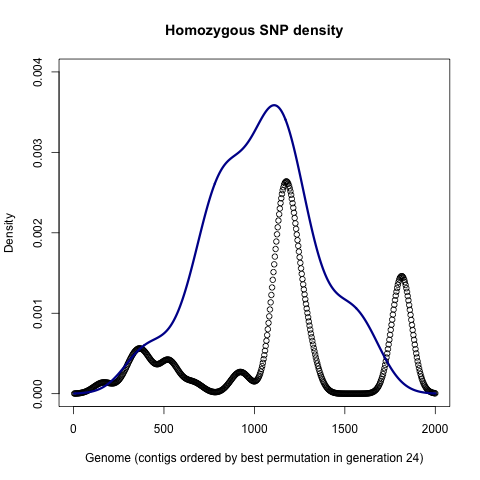 Homozygous SNP density
Density
0.004
0.003
0.002
0.001
0.000
0 500 1000 1500 2000
Genome (contigs ordered by best permutation in generation 24)